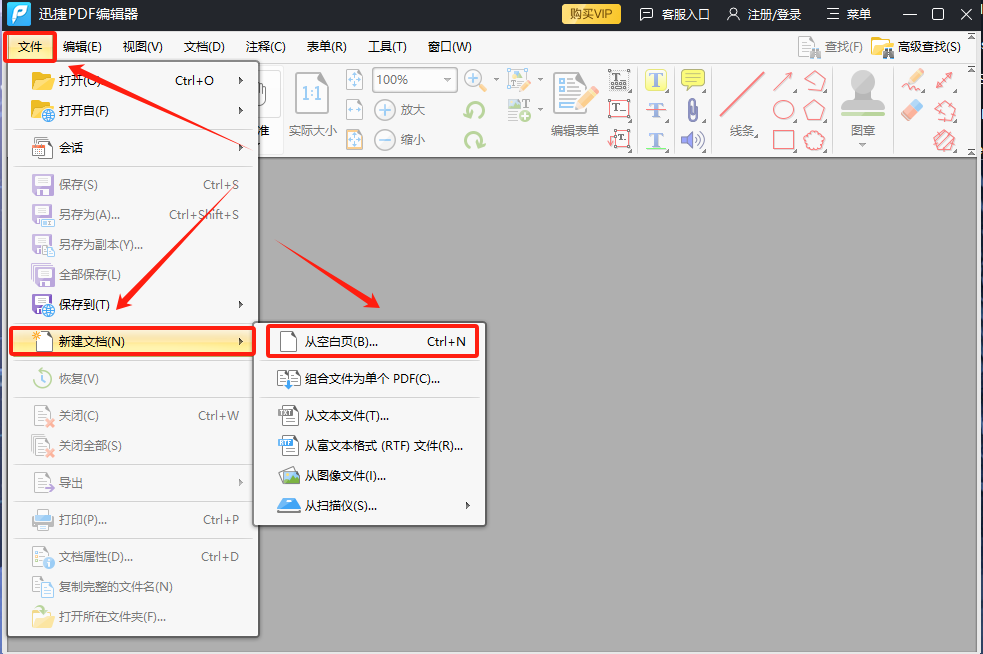 迅捷PDF编辑器
购买VIP
客服入口
注册/登录
菜单
文件
编辑(E)
视图(V)
文档(D)
注释(C)
表单(R)
工具(T)
窗口(W)
查找(F)
高级查找(S)
准
1:1
实际大小
100%
放大
缩小
编辑表单
线条
图章
Ctrl+O
打开自(F)
会话
保存(S) Ctrl+S
另存为(A)... Ctrl+Shift+S
另存为副本(Y)...
全部保存(L)
保存到(T)
新建文档(N)
恢复(V)
关闭(C) Ctrl+W
关闭全部(S)
导出
打印(P)... Ctrl+P
文档属性(D)... Ctrl+D
复制完整的文件名(N)
打开所在文件夹(F)...
从空白页(B)... Ctrl+N
组合文件为单个 PDF(C)...
TXT
从文本文件(T)...
RTF
从富文本格式 (RTF) 文件(R)...
从图像文件(I)...
从扫描仪(S)...